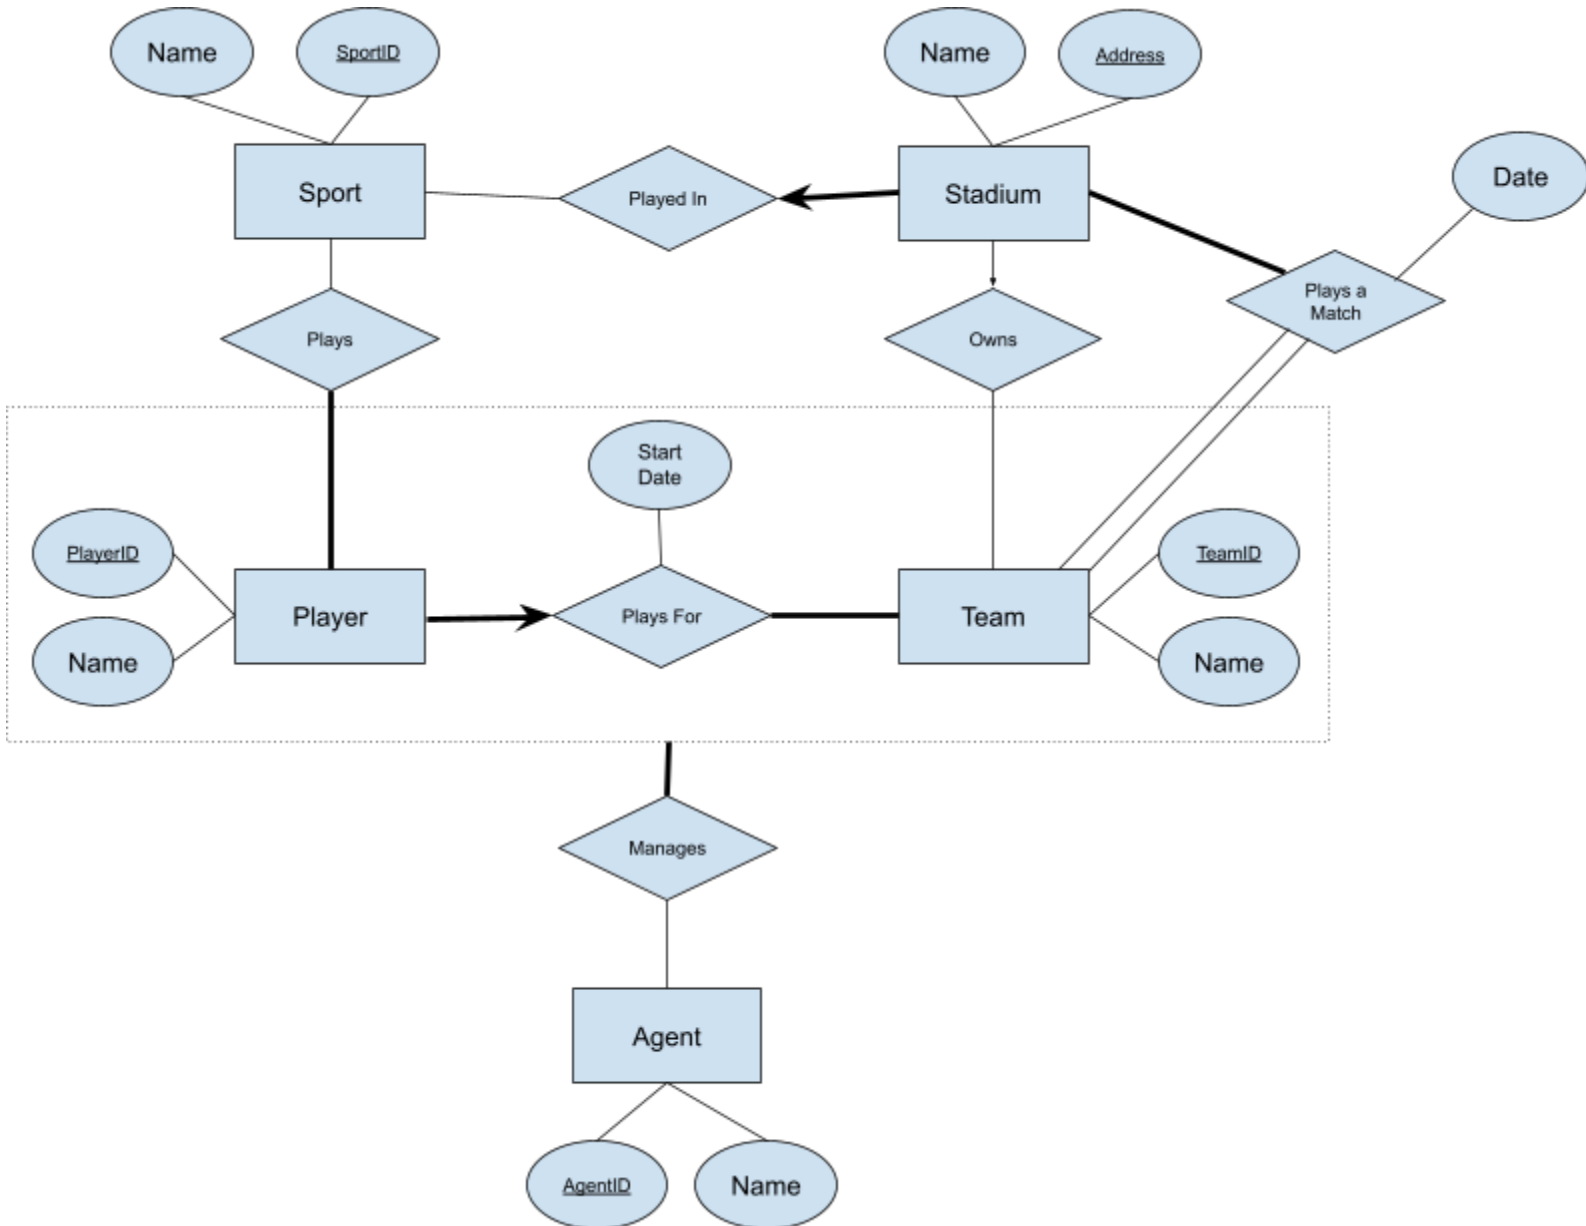 Name
SportID
Name
Address
Date
Sport
Played In
Stadium
Plays a
Match
Plays
Owns
Start
Date
PlayerID
TeamID
Player
Plays For
Team
Name
Name
Manages
Agent
AgentID
Name